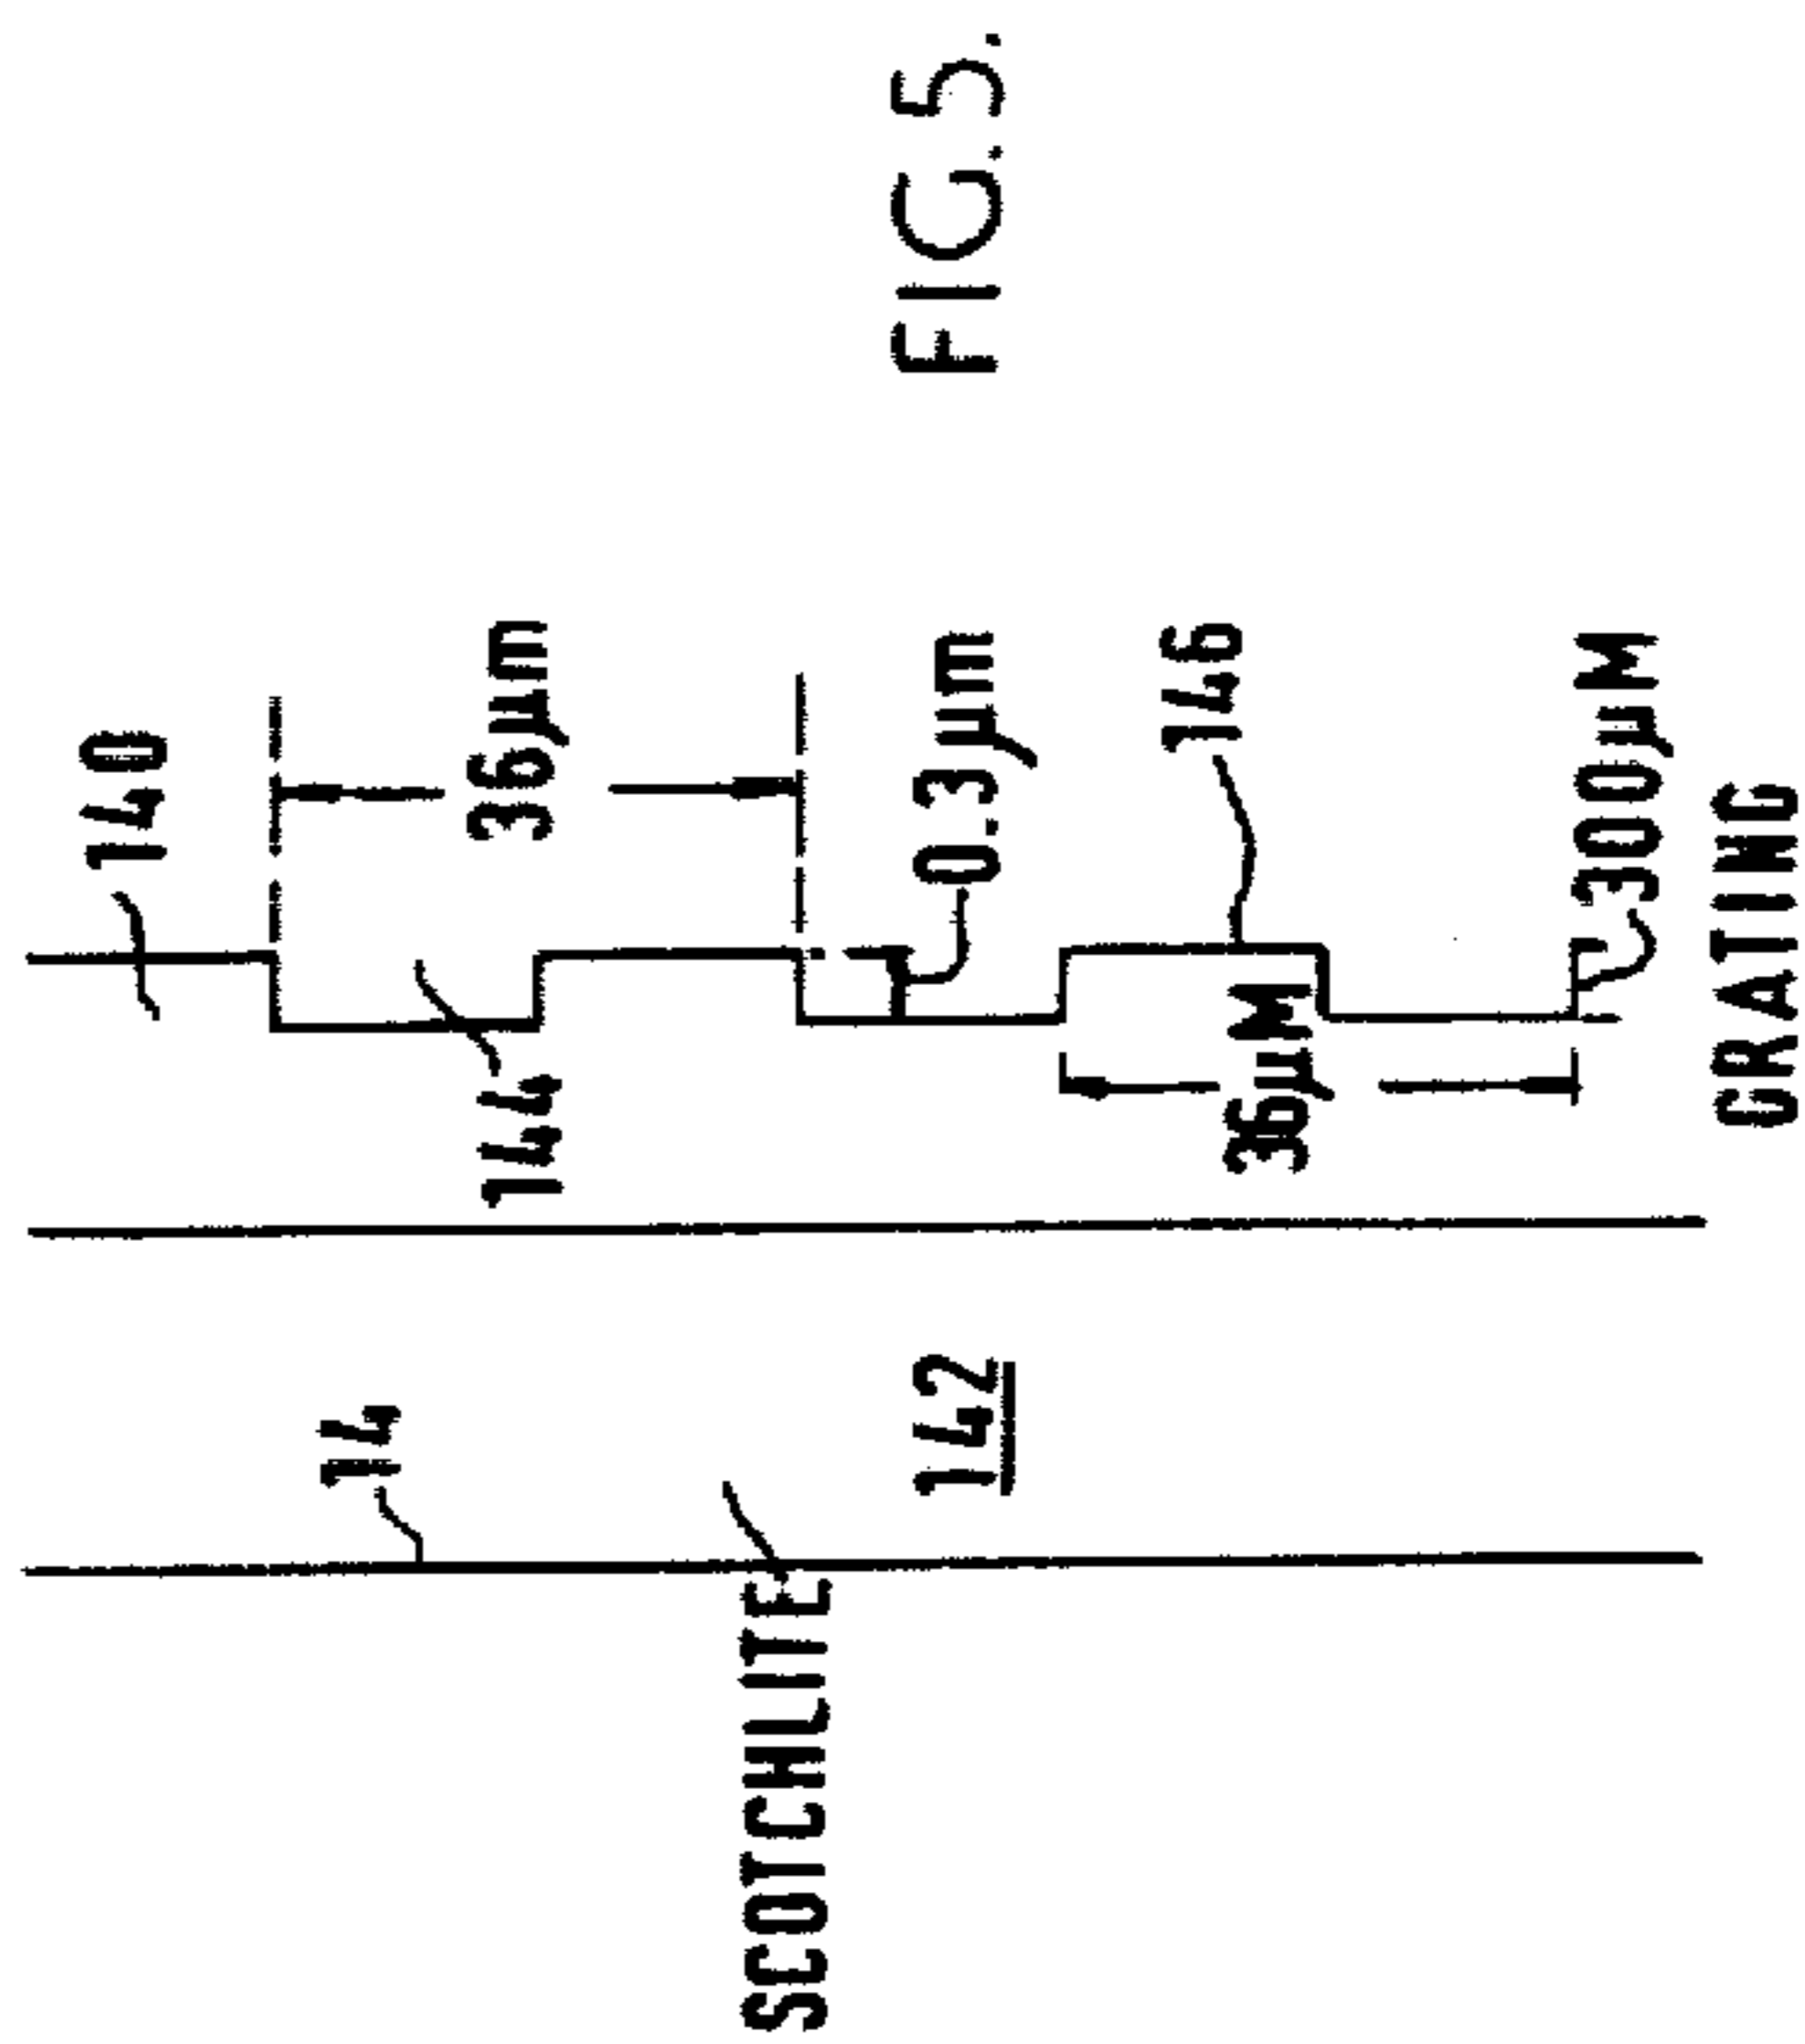 140
36µm
0.3µm
146
300µM
GRATING
144
36µM
14
142
SCOTCHLITE
FIG. 5.